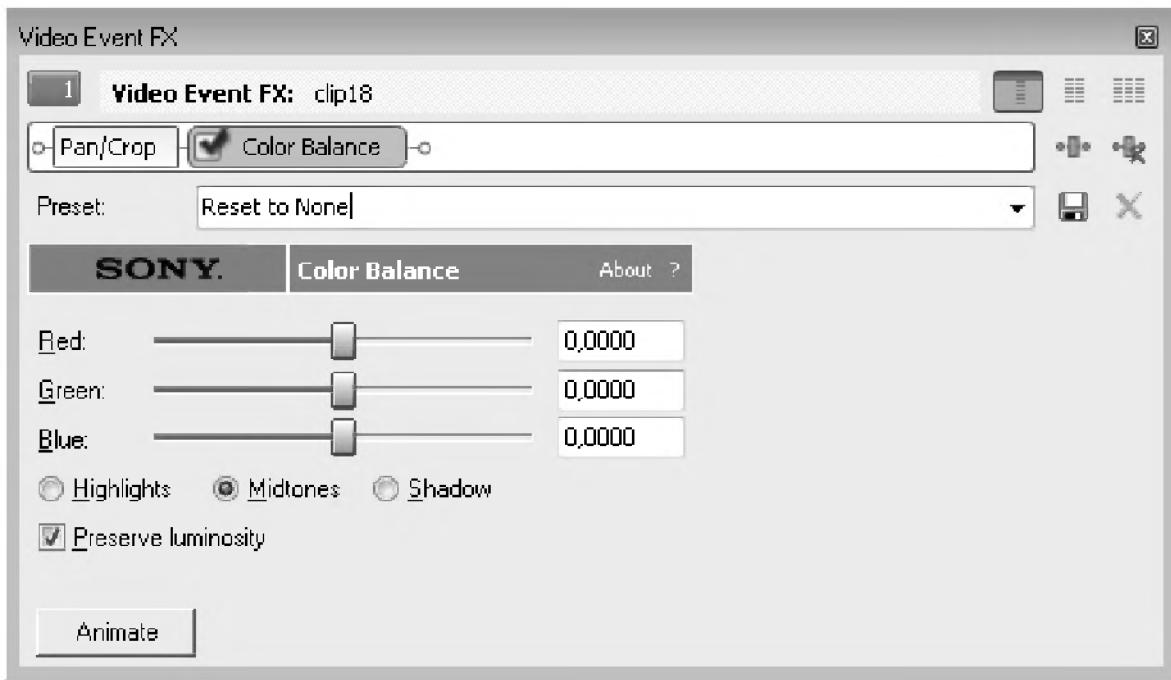 Video Event FX
1 Video Event FX: clip18
Pan/Crop Color Balance
Preset: Reset to None
SONY. Color Balance About ?
Red: 0,0000
Green: 0,0000
Blue: 0,0000
Highlights Midtones Shadow
Preserve luminosity
Animate